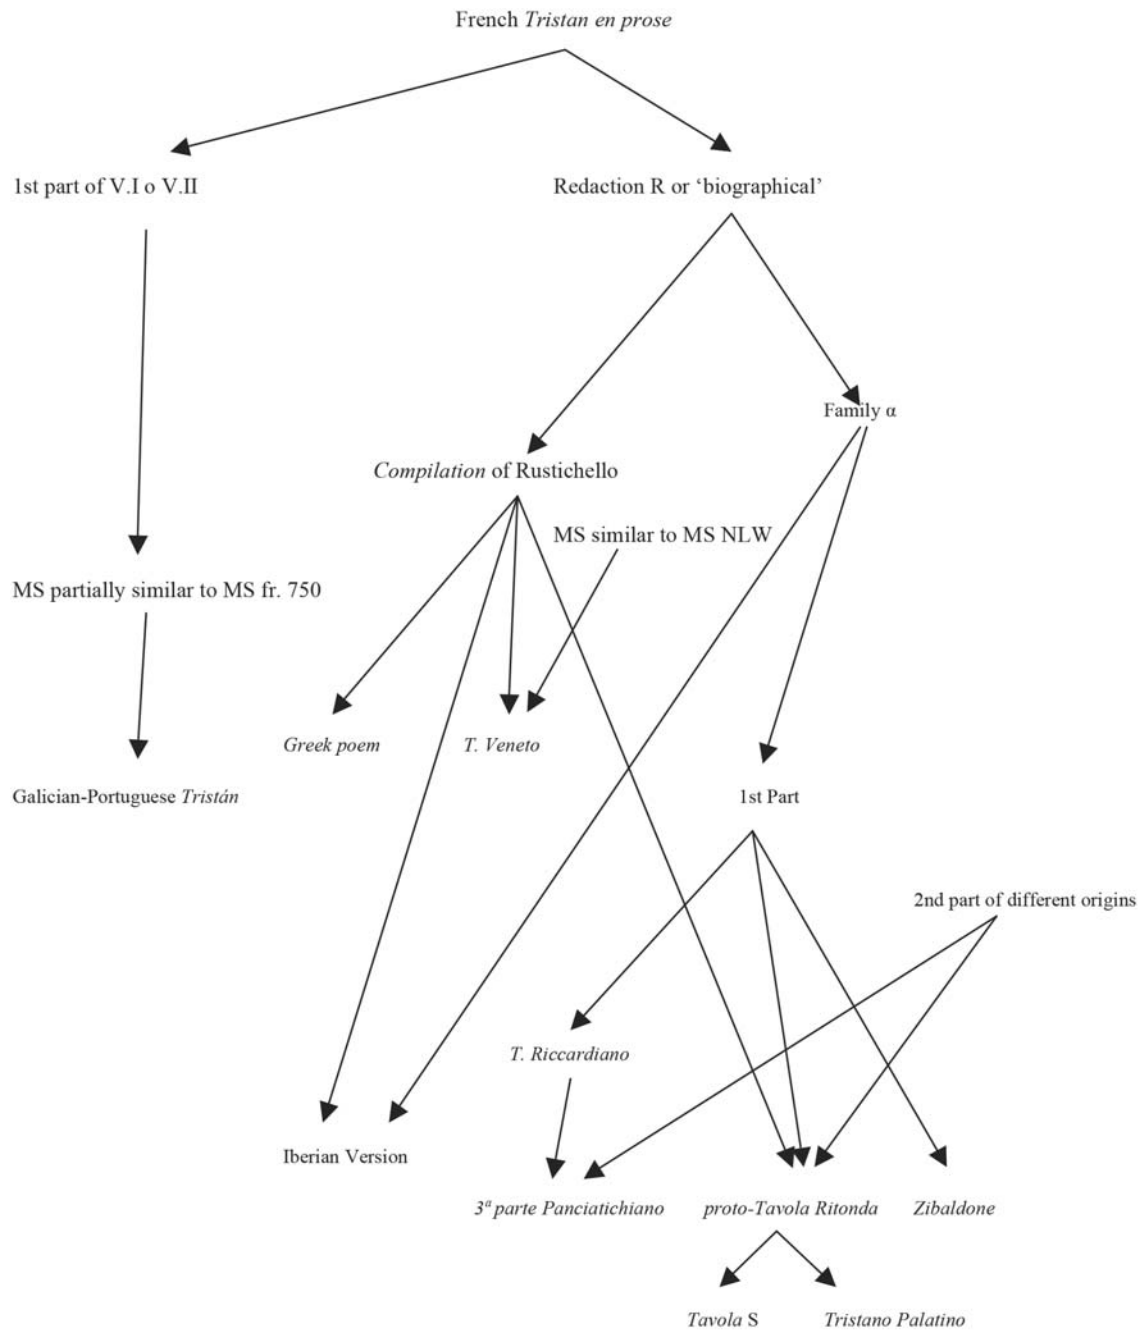 French Tristan en prose
1st part of V.I o V.II
Redaction R or ‘biographical’
Family α
Compilation of Rustichello
MS similar to MS NLW
MS partially similar to MS fr. 750
Greek poem
T. Veneto
Galician-Portuguese Tristán
1st Part
2nd part of different origins
T. Riccardiano
Iberian Version
3ª parte Panciatichiano
proto-Tavola Ritonda
Zibaldone
Tavola S
Tristano Palatino